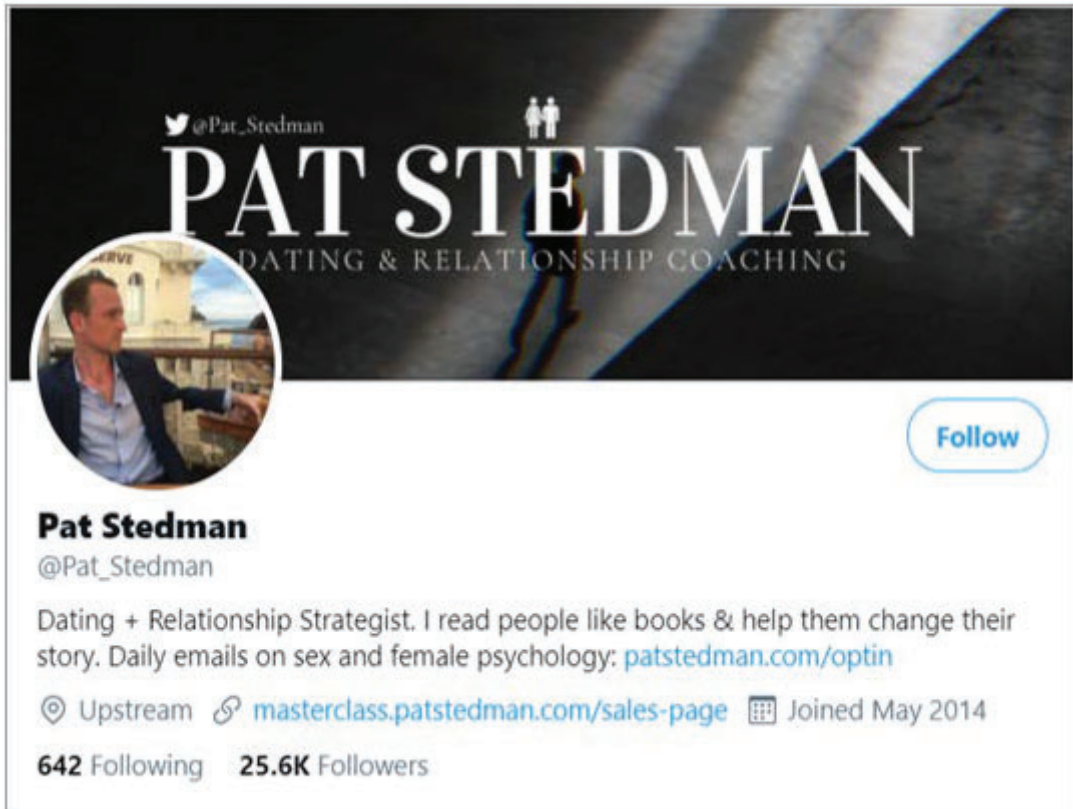 @Pat_Stedman
PAT STEDMAN
DATING & RELATIONSHIP COACHING
ERVE
Follow
Pat Stedman
@Pat_Stedman
Dating + Relationship Strategist. I read people like books & help them change their
story. Daily emails on sex and female psychology: patstedman.com/optin
Upstream masterclass.patstedman.com/sales-page Joined May 2014
642 Following 25.6K Followers